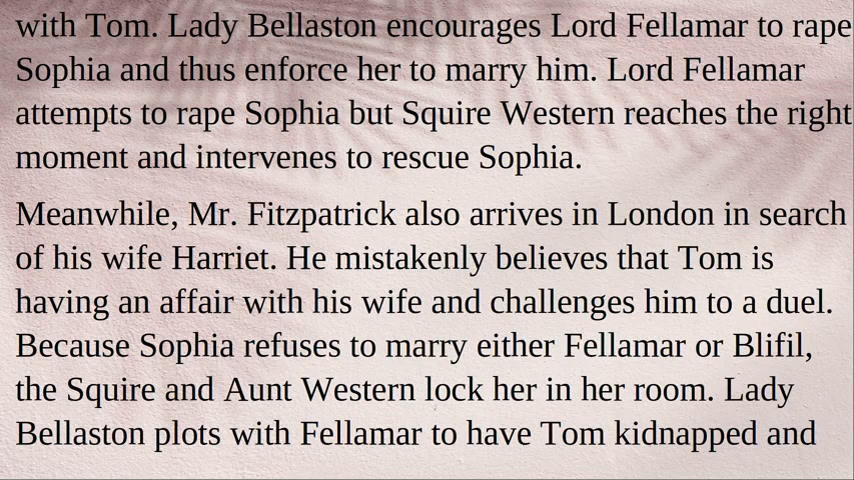 with Tom. Lady Bellaston encourages Lord Fellamar to rape
Sophia and thus enforce her to marry him. Lord Fellamar
attempts to rape Sophia but Squire Western reaches the right
moment and intervenes to rescue Sophia.
Meanwhile, Mr. Fitzpatrick also arrives in London in search
of his wife Harriet. He mistakenly believes that Tom is
having an affair with his wife and challenges him to a duel.
Because Sophia refuses to marry either Fellamar or Blifil,
the Squire and Aunt Western lock her in her room. Lady
Bellaston plots with Fellamar to have Tom kidnapped and